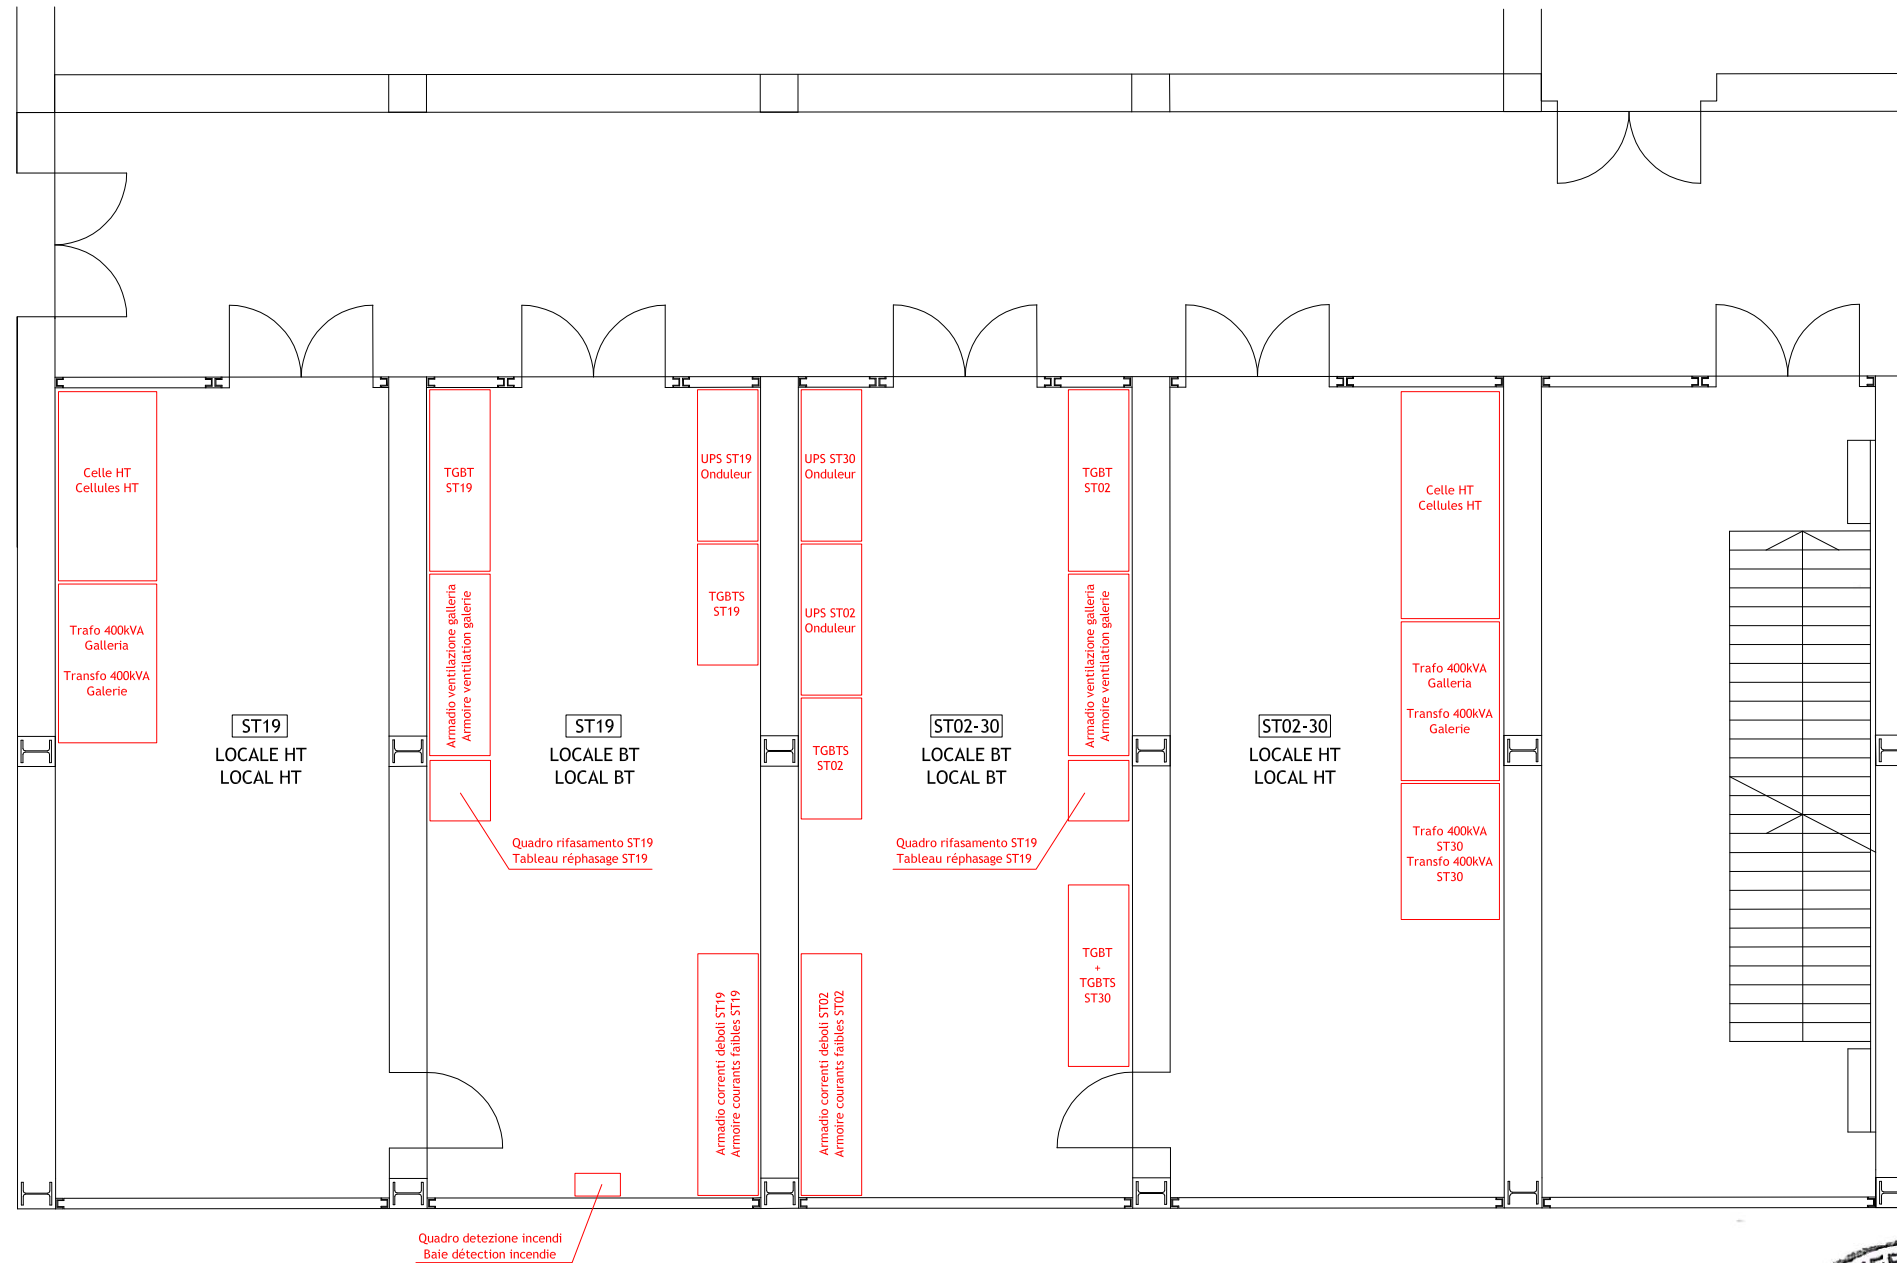 Celle HT
Cellules HT
Trafo 400kVA
Galleria
Transfo 400kVA
Galerie
ST19
LOCALE HT
LOCAL HT
TGBT
ST19
Armadio ventilazione galleria
Armoire ventilation galerie
UPS ST19
Onduleur
TGBTS
ST19
ST19
LOCALE BT
LOCAL BT
Quadro rifasamento ST19
Tableau réphasage ST19
Armadio correnti deboli ST19
Armoire courants faibles ST19
Quadro detezione incendi
Baie détection incendie
UPS ST30
Onduleur
UPS ST02
Onduleur
TGBTS
ST02
ST02-30
LOCALE BT
LOCAL BT
TGBT
ST02
Armadio ventilazione galleria
Armoire ventilation galerie
Quadro rifasamento ST19
Tableau réphasage ST19
TGBT
+
TGBTS
ST30
Armadio correnti deboli ST02
Armoire courants faibles ST02
ST02-30
LOCALE HT
LOCAL HT
Celle HT
Cellules HT
Trafo 400kVA
Galleria
Transfo 400kVA
Galerie
Trafo 400kVA
ST30
Transfo 400kVA
ST30